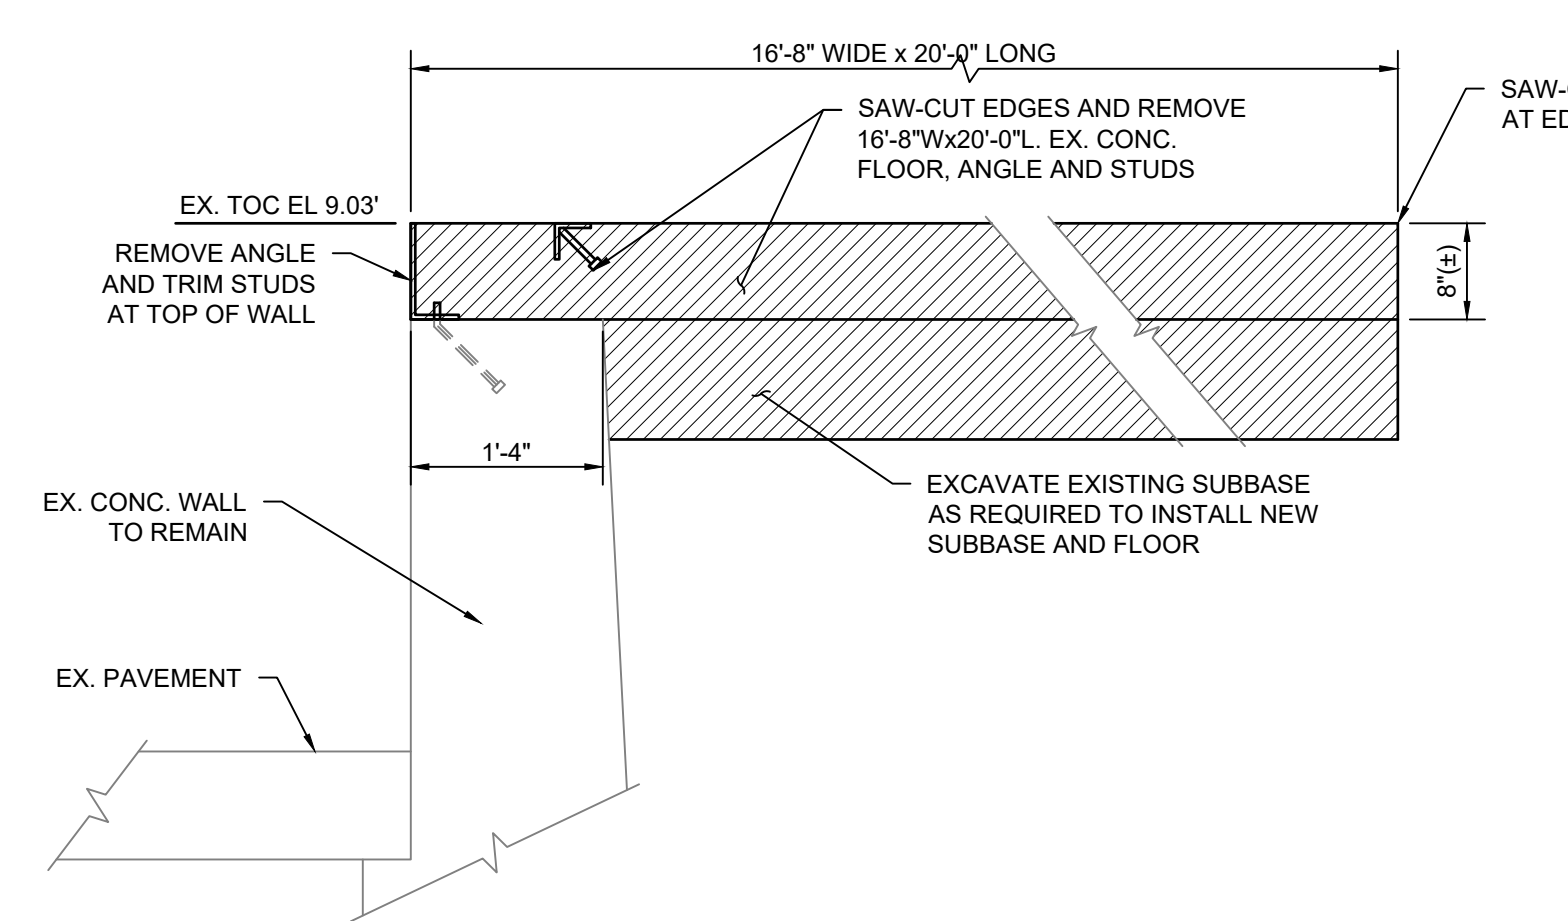 16'-8" WIDE x 20'-0" LONG
SAW-CUT EDGES AND REMOVE
16'-8"Wx20'-0"L. EX. CONC.
FLOOR, ANGLE AND STUDS
AT
EX. TOC EL 9.03'
REMOVE ANGLE
AND TRIM STUDS
AT TOP OF WALL
8"(±)
1'-4"
EXCAVATE EXISTING SUBBASE
AS REQUIRED TO INSTALL NEW
SUBBASE AND FLOOR
EX. CONC. WALL
TO REMAIN
EX. PAVEMENT